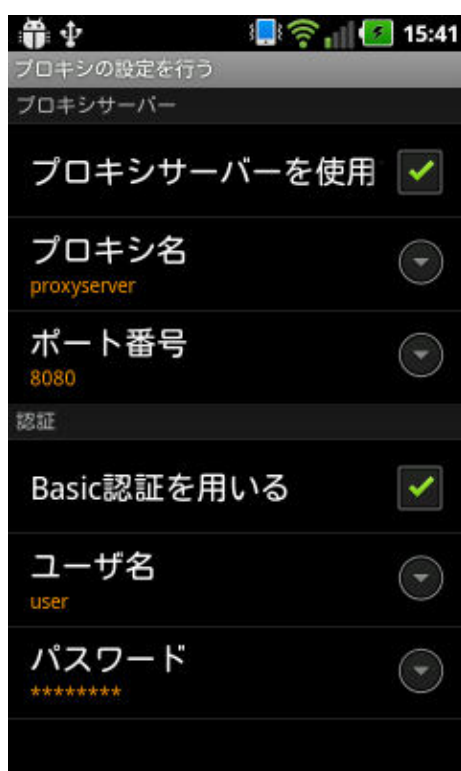 15:41
プロキシの設定を行う
プロキシサーバー
プロキシサーバーを使用
プロキシ名
proxyserver
ポート番号
8080
認証
Basic認証を用いる
ユーザ名
user
パスワード
********